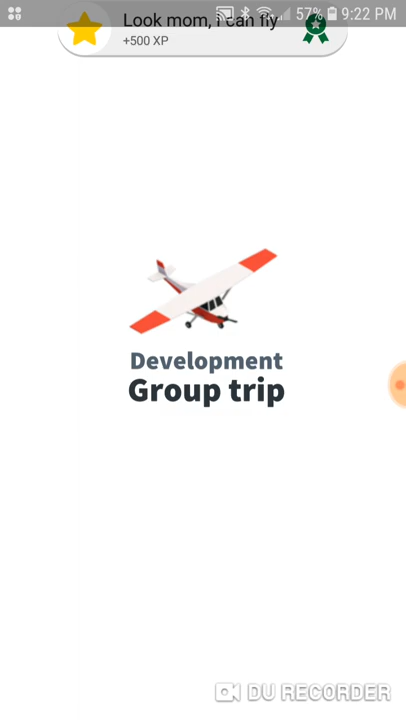 Look mom, I can fly
57% 9:22 PM
+500 XP
Development
Group trip
DU RECORDER